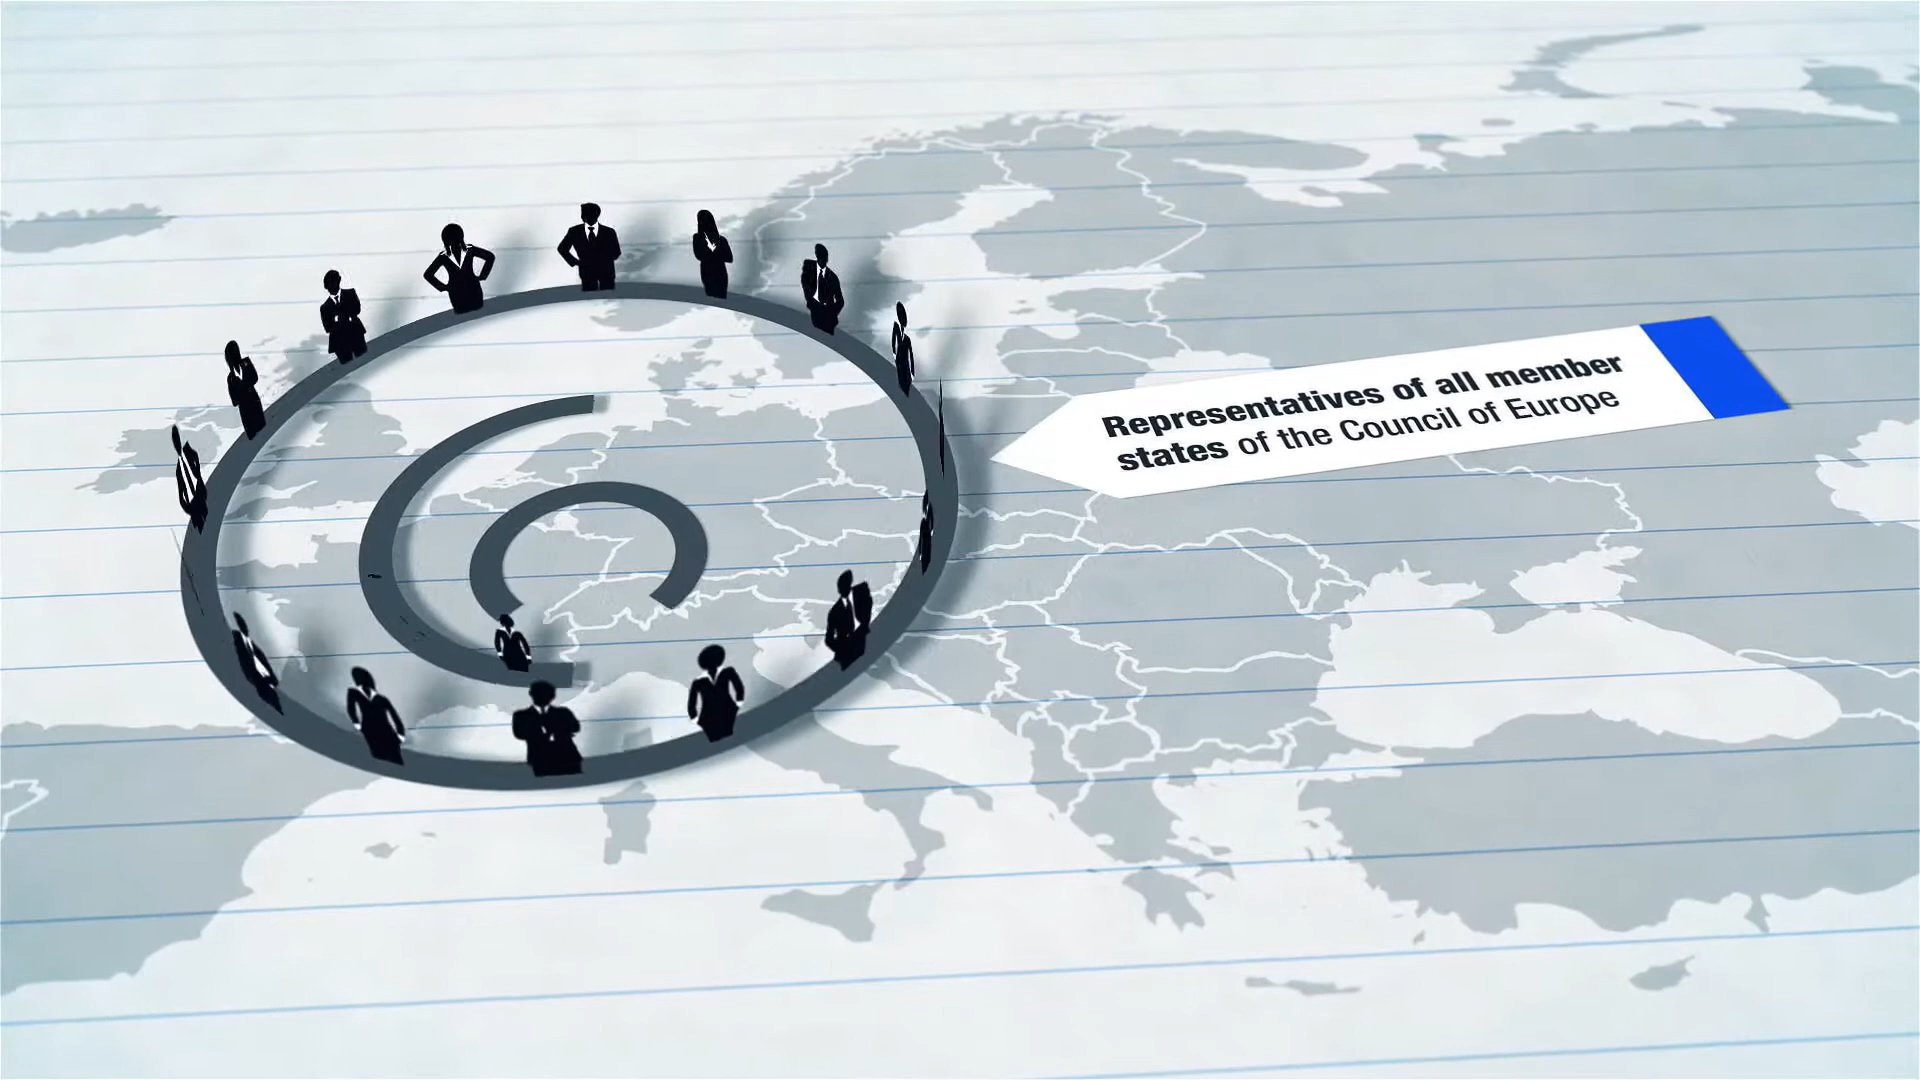 Representatives of all member
states of the Council of Europe